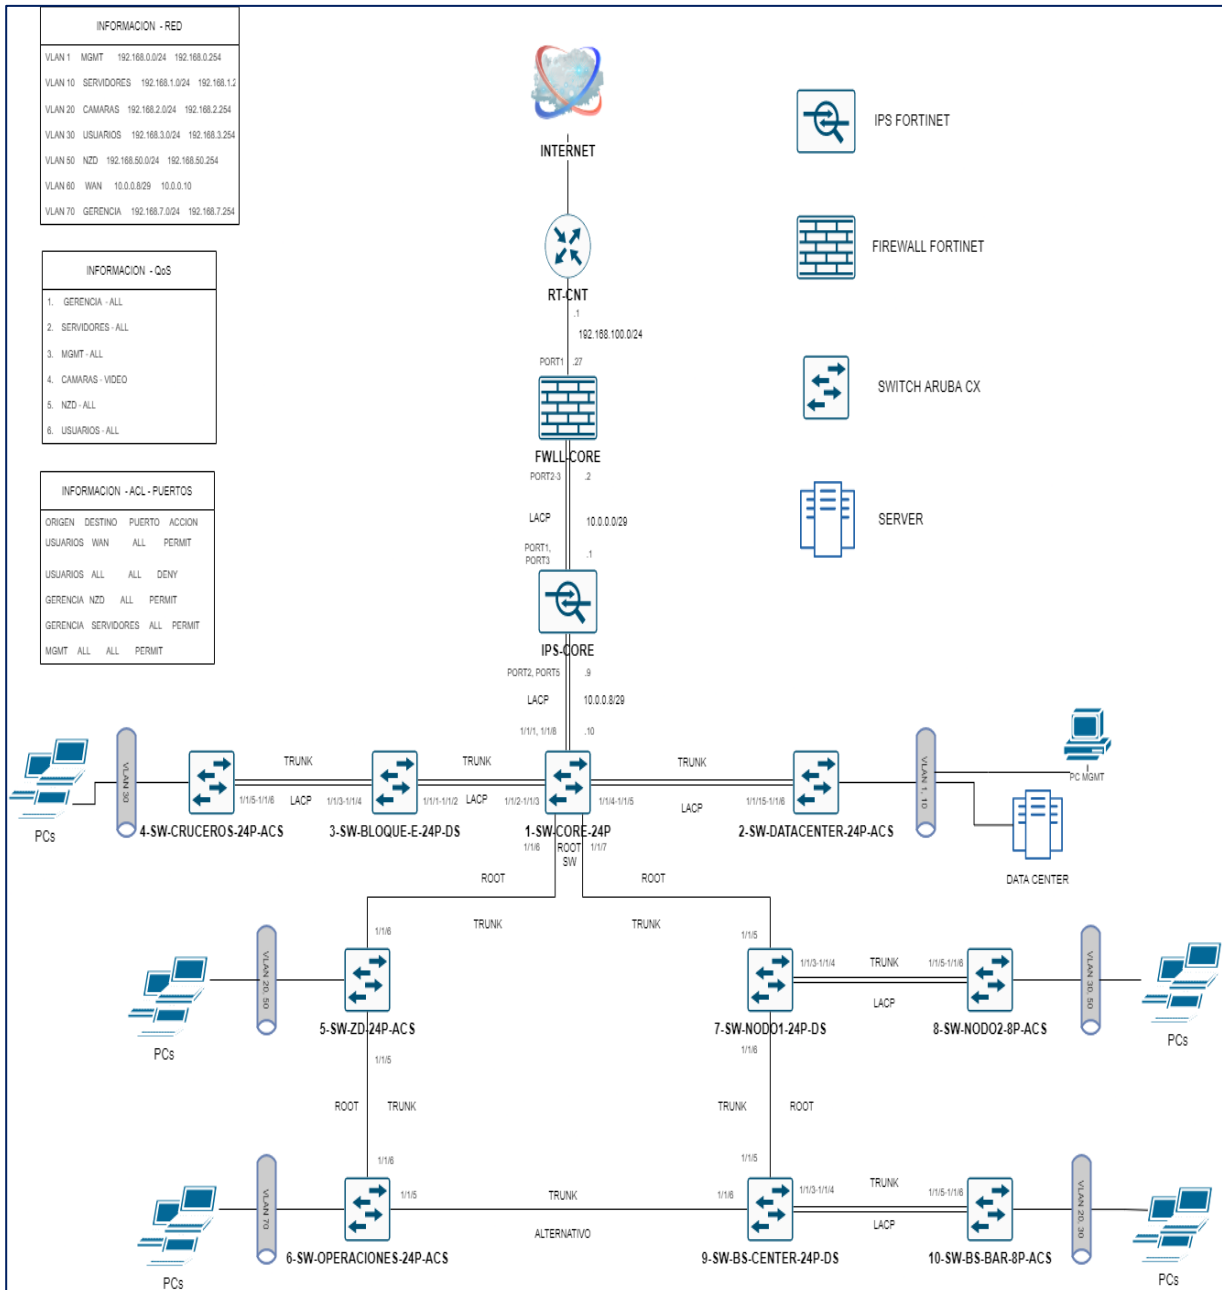 INFORMACION - RED
VLAN 1 MGMT 192.168.0.0/24 192.168.0.254
VLAN 10 SERVIDORES 192.168.1.0/24 192.168.1.2
VLAN 20 CAMARAS 192.168.2.0/24 192.168.2.254
VLAN 30 USUARIOS 192.168.3.0/24 192.168.3.254
VLAN 50 NZD 192.168.50.0/24 192.168.50.254
VLAN 60 WAN 10.0.0.8/29 10.0.0.10
VLAN 70 GERENCIA 192.168.7.0/24 192.168.7.254
INFORMACION - QoS
1. GERENCIA - ALL
2. SERVIDORES - ALL
3. MGMT - ALL
4. CAMARAS - VIDEO
5. NZD - ALL
6. USUARIOS - ALL
INFORMACION - ACL - PUERTOS
ORIGEN DESTINO PUERTO ACCION
USUARIOS WAN ALL PERMIT
USUARIOS ALL ALL DENY
GERENCIA NZD ALL PERMIT
GERENCIA SERVIDORES ALL PERMIT
MGMT ALL ALL PERMIT
INTERNET
RT-CNT
.1
192.168.100.0/24
PORT1 .27
FWLL-CORE
PORT2-3 .2
LACP 10.0.0.0/29
PORT1,
PORT3
.1
IPS-CORE
PORT2, PORT5 .9
LACP 10.0.0.8/29
1/1/1, 1/1/8 .10
IPS FORTINET
FIREWALL FORTINET
SWITCH ARUBA CX
SERVER
PCs
VLAN 30
TRUNK
1/1/5-1/1/6
LACP
1/1/3-1/1/4
4-SW-CRUCEROS-24P-ACS
TRUNK
1/1/1-1/1/2
LACP
1/1/2-1/1/3
3-SW-BLOQUE-E-24P-DS
1-SW-CORE-24P
1/1/6
ROOT
SW
1/1/7
TRUNK
1/1/4-1/1/5
LACP
1/1/15-1/1/6
2-SW-DATACENTER-24P-ACS
VLAN 1, 10
PC MGMT
DATA CENTER
ROOT
ROOT
TRUNK
TRUNK
1/1/6
VLAN 20, 50
PCs
5-SW-ZD-24P-ACS
1/1/5
1/1/5
1/1/3-1/1/4
TRUNK
1/1/5-1/1/6
LACP
7-SW-NODO1-24P-DS
1/1/6
8-SW-NODO2-8P-ACS
VLAN 30, 50
PCs
ROOT
TRUNK
TRUNK
ROOT
1/1/6
1/1/5
VLAN 70
PCs
1/1/5
6-SW-OPERACIONES-24P-ACS
TRUNK
ALTERNATIVO
1/1/6
1/1/3-1/1/4
TRUNK
1/1/5-1/1/6
LACP
9-SW-BS-CENTER-24P-DS
10-SW-BS-BAR-8P-ACS
VLAN 20, 30
PCs